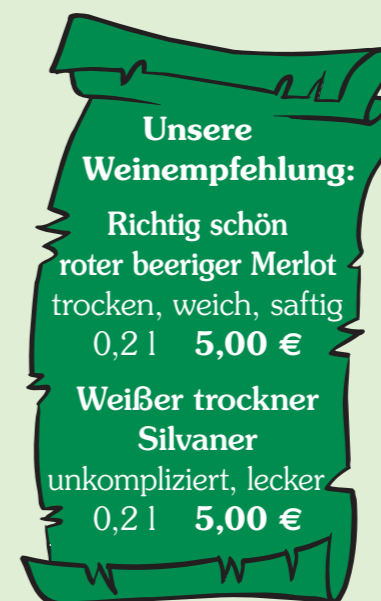 Unsere
Weinempfehlung:
Richtig schön
roter beeriger Merlot
trocken, weich, saftig
0,2 l 5,00 €
Weißer trockner
Silvaner
unkompliziert, lecker
0,2 l 5,00 €